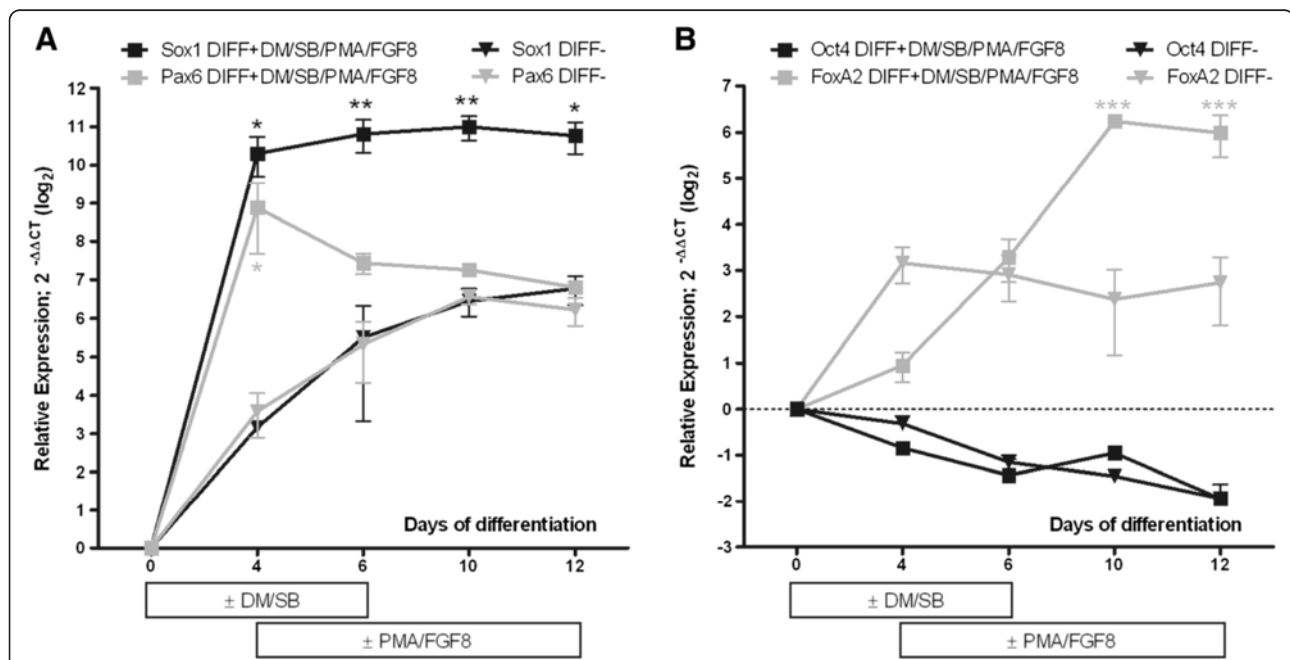 A
Sox1 DIFF+DM/SB/PMA/FGF8
Sox1 DIFF-
Pax6 DIFF+DM/SB/PMA/FGF8
Pax6 DIFF-
Relative Expression; 2 -ΔΔCT (log2)
12
11
10
9
8
7
6
5
4
3
2
1
0
*
**
**
*
*
Days of differentiation
0 4 6 10 12
± DM/SB
± PMA/FGF8
B
Oct4 DIFF+DM/SB/PMA/FGF8
Oct4 DIFF-
FoxA2 DIFF+DM/SB/PMA/FGF8
FoxA2 DIFF-
Relative Expression; 2 -ΔΔCT (log2)
7
6
5
4
3
2
1
0
-1
-2
-3
***
***
Days of differentiation
0 4 6 10 12
± DM/SB
± PMA/FGF8